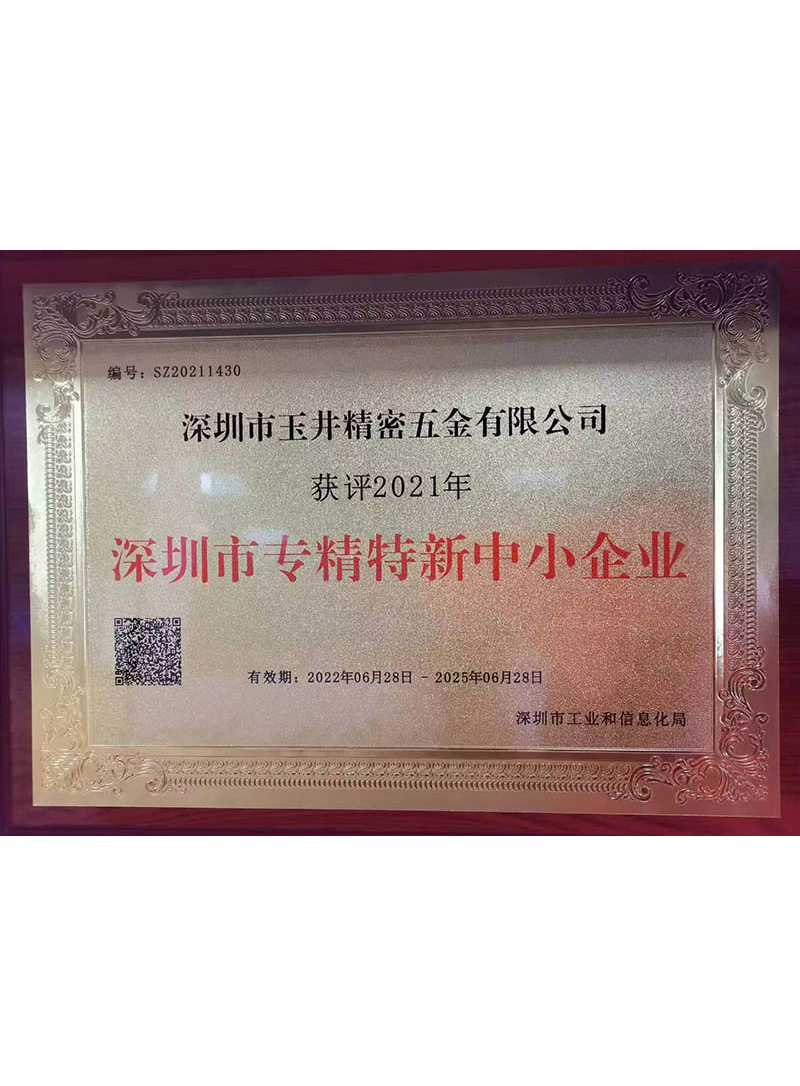 编号：SZ20211430
深圳市玉井精密五金有限公司
获评2021年
深圳市专精特新中小企业
有效期：2022年06月28日 - 2025年06月28日
深圳市工业和信息化局